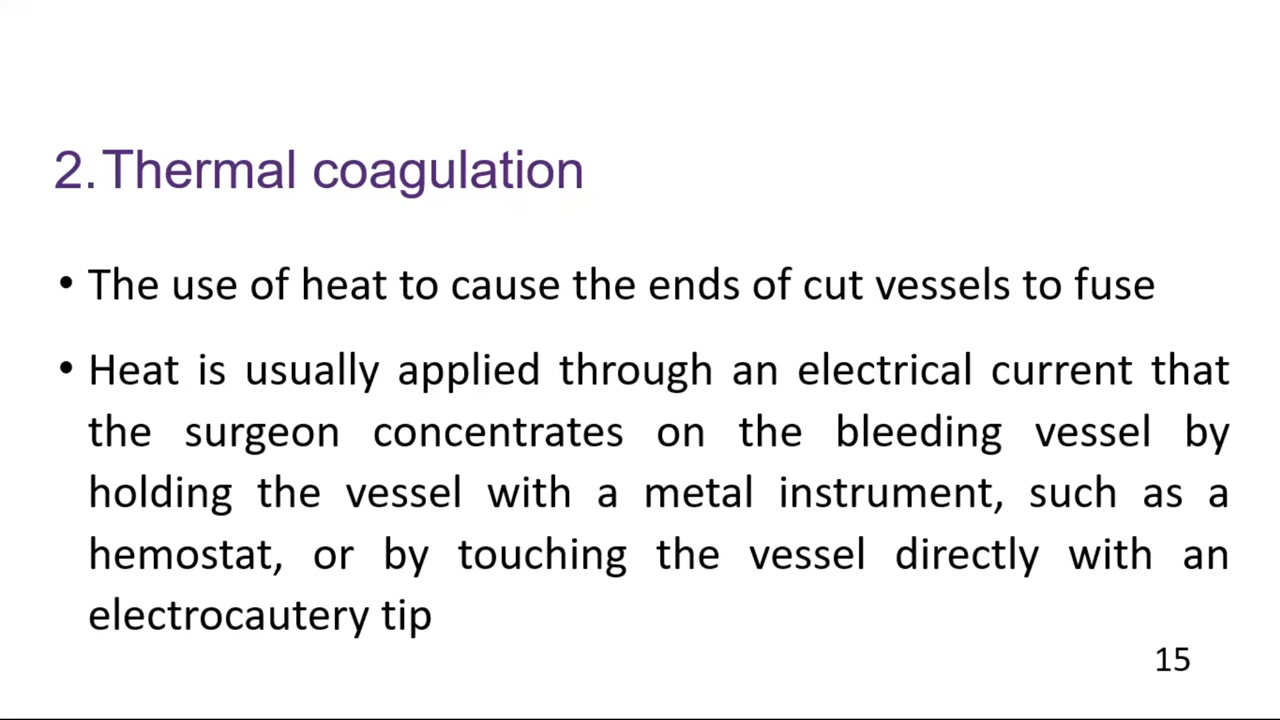 2. Thermal coagulation
• The use of heat to cause the ends of cut vessels to fuse
• Heat is usually applied through an electrical current that
the surgeon concentrates on the bleeding vessel by
holding the vessel with a metal instrument, such as a
hemostat, or by touching the vessel directly with an
electrocautery tip
15